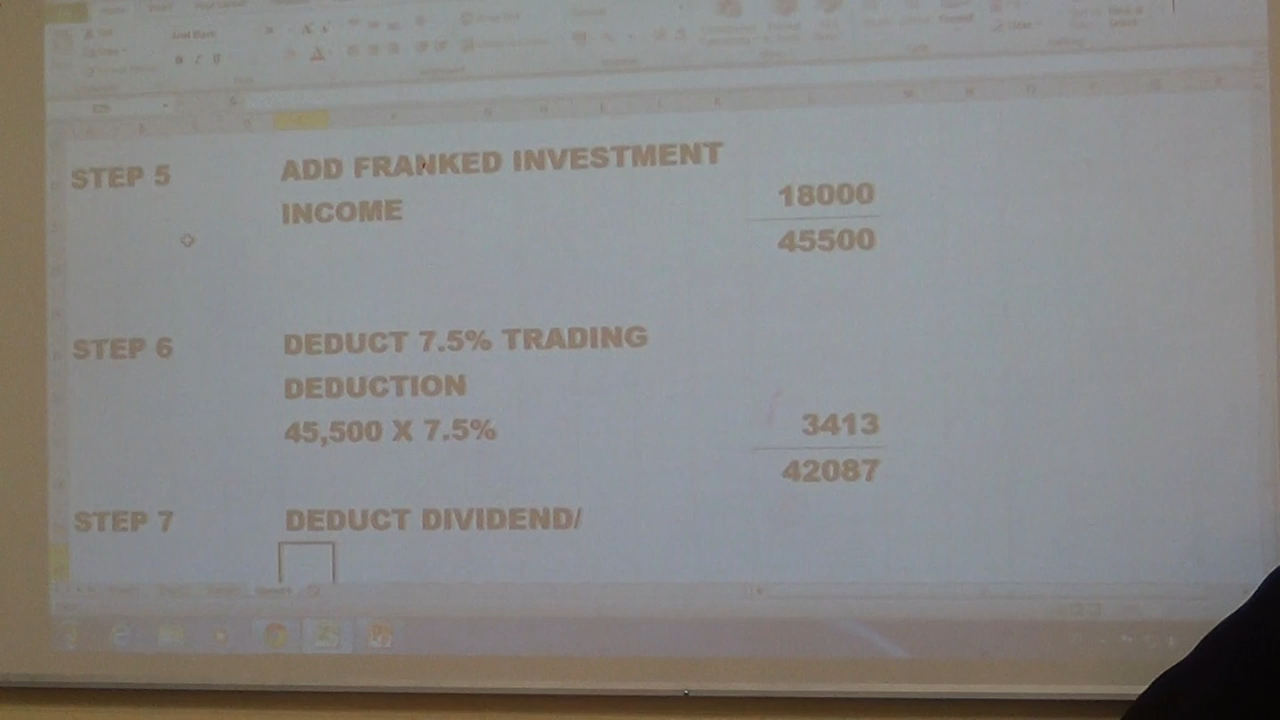 STEP 5 ADD FRANKED INVESTMENT
INCOME 18000
45500
STEP 6 DEDUCT 7.5% TRADING
DEDUCTION
45,500 X 7.5% 3413
42087
STEP 7 DEDUCT DIVIDEND/